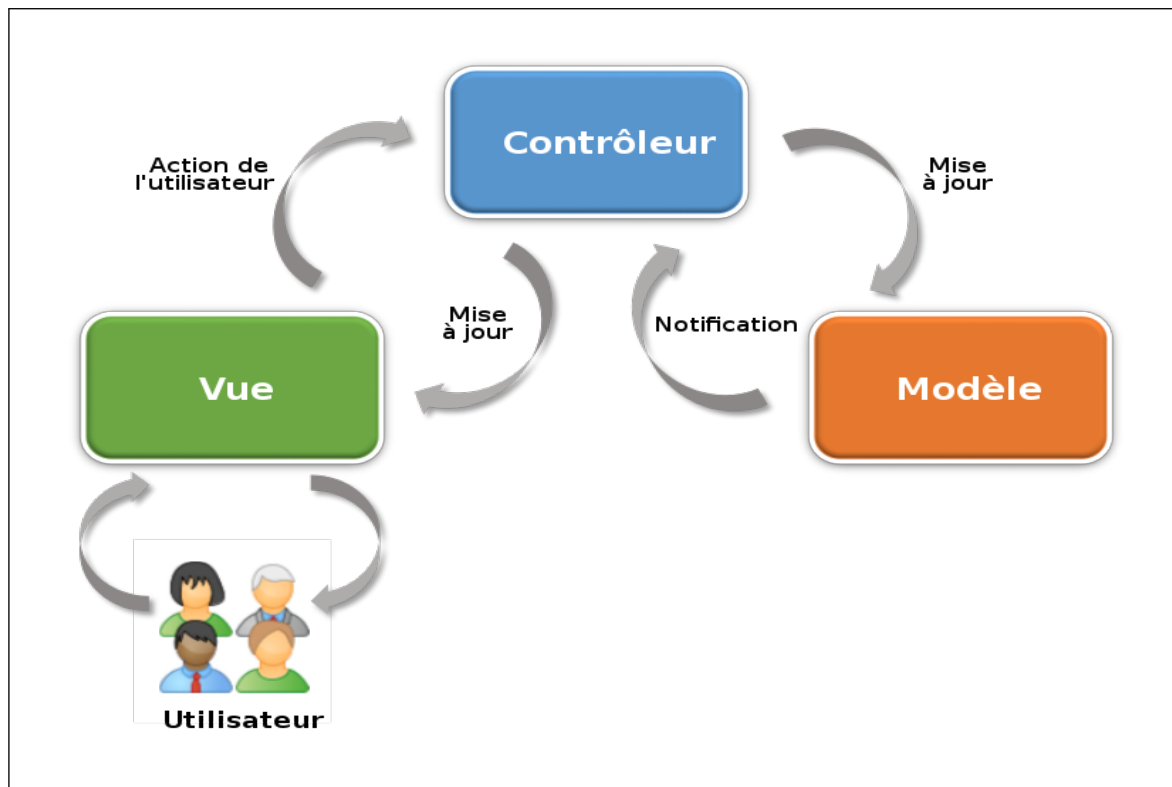 Contrôleur
Action de
l'utilisateur
Mise
à jour
Mise
à jour
Notification
Vue
Modèle
Utilisateur